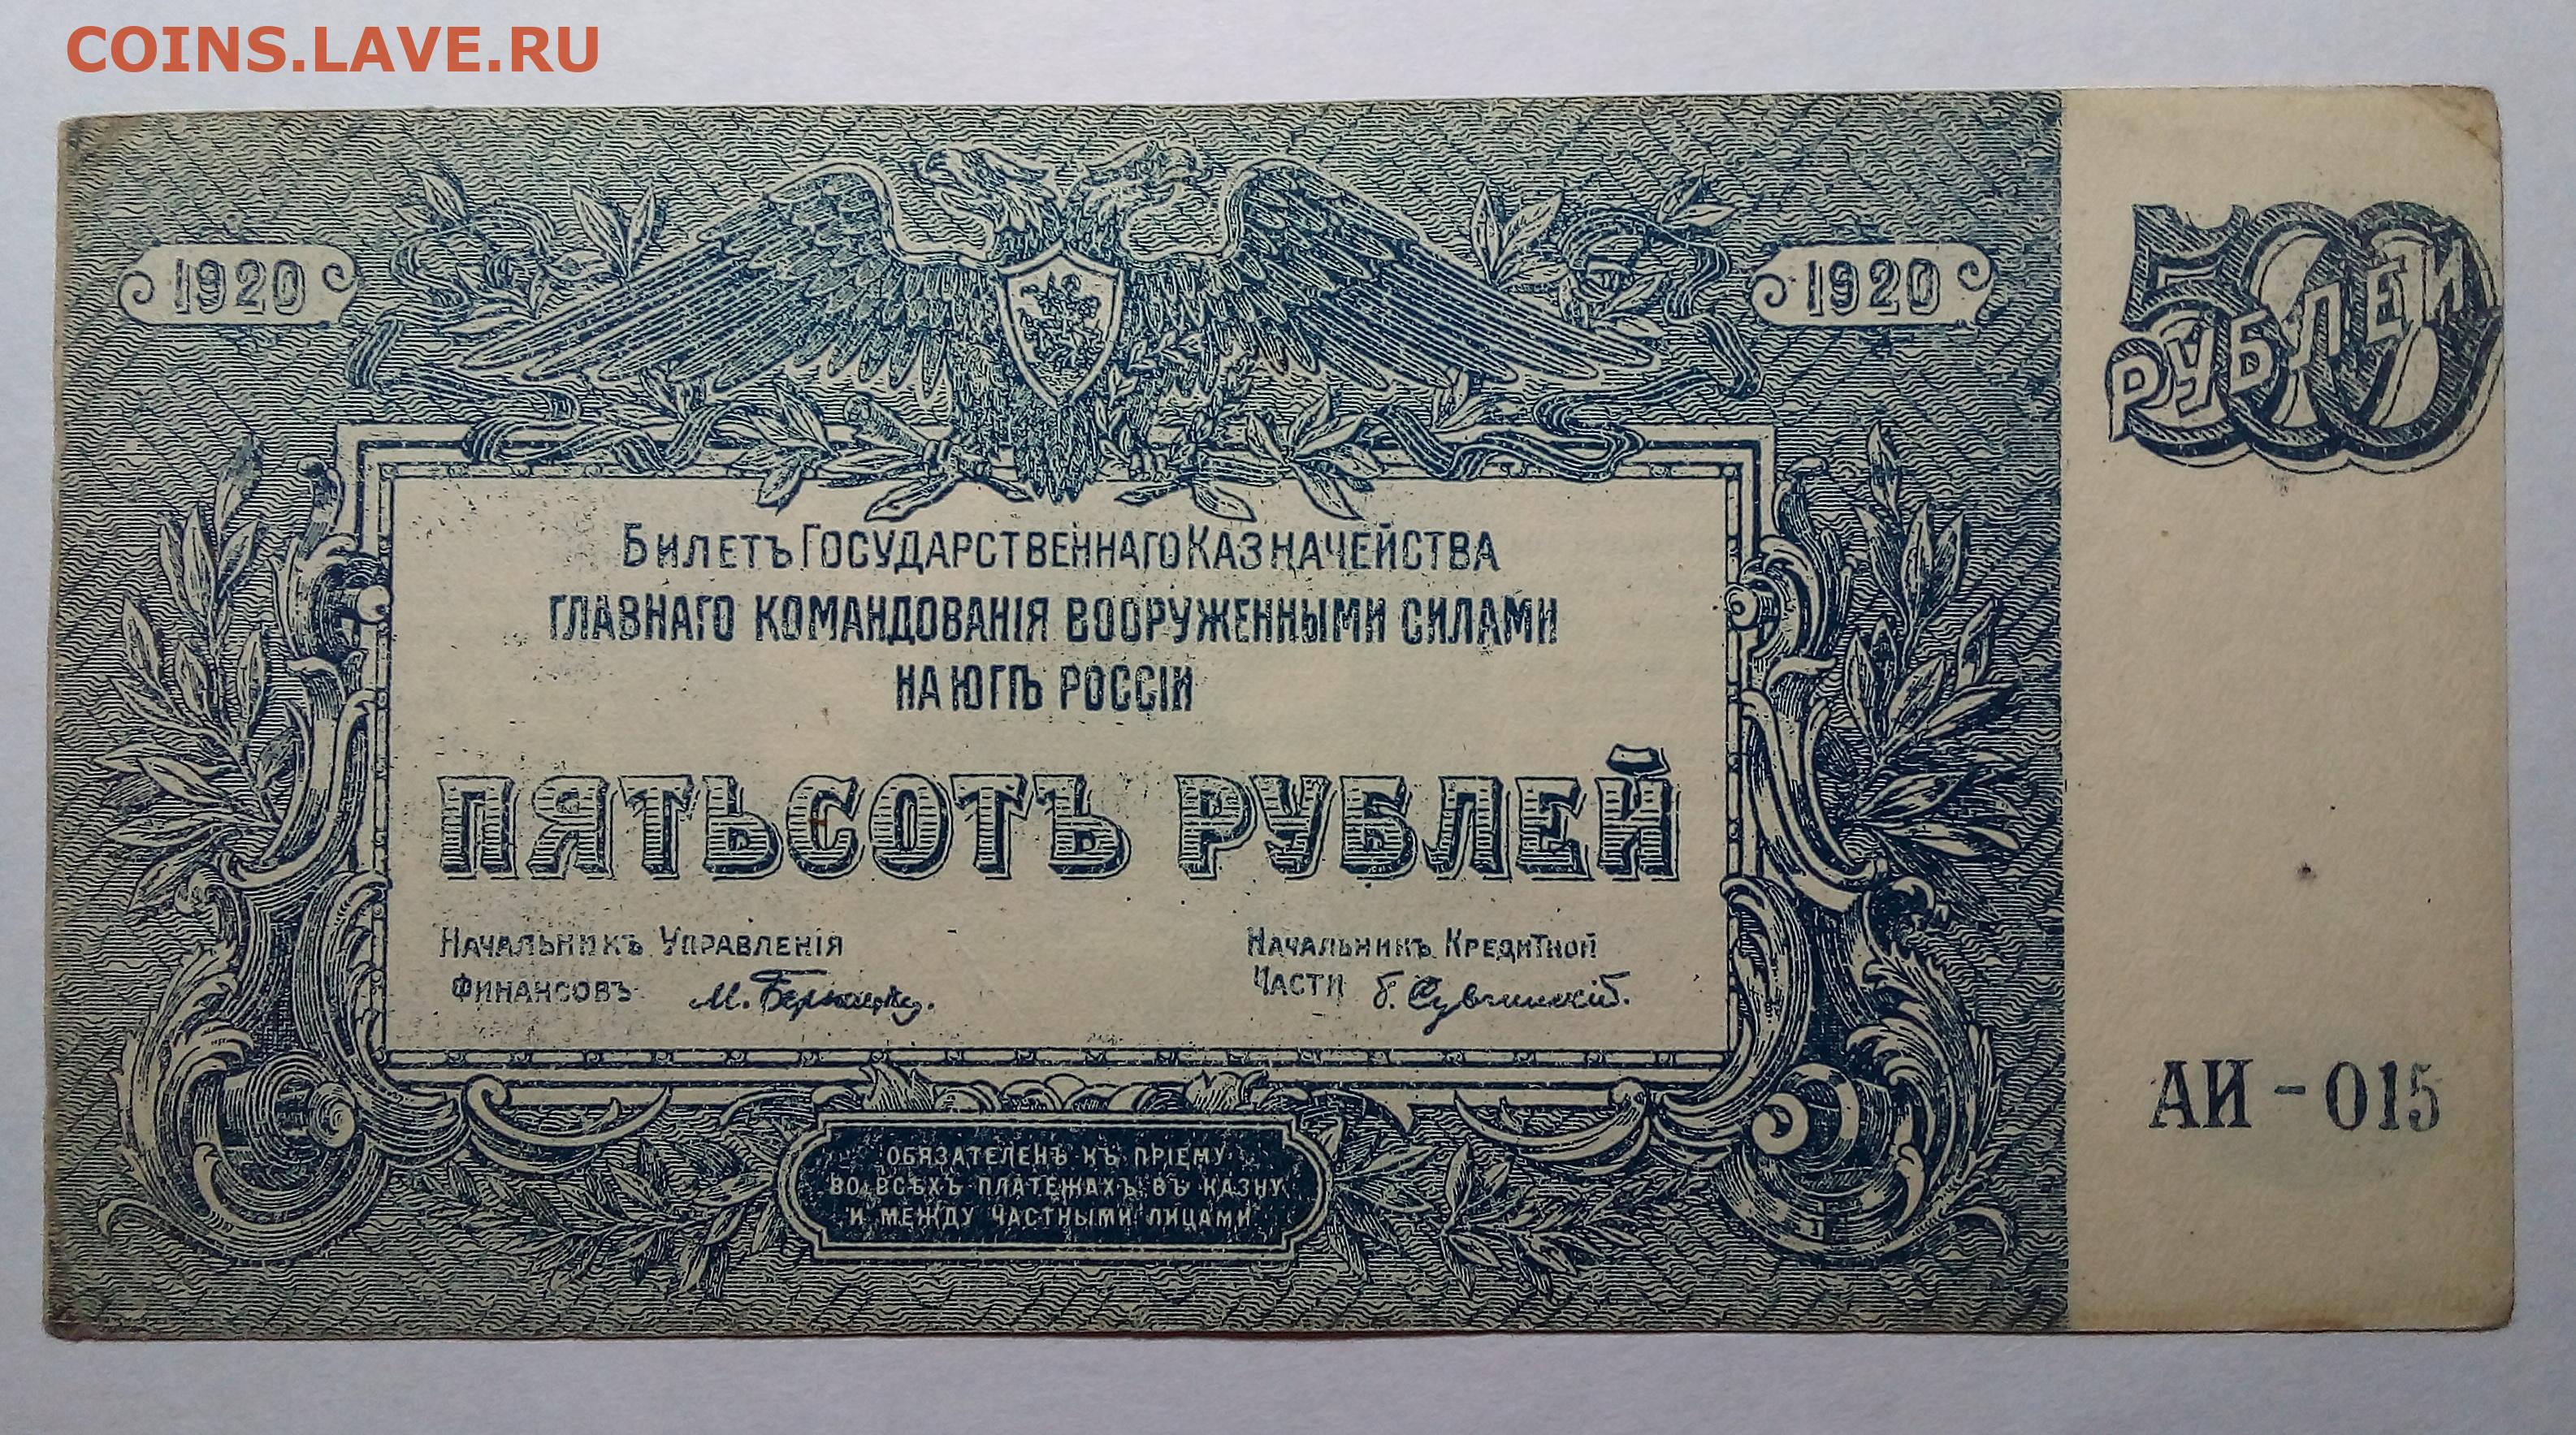 COINS.LAVE.RU
1920
1920
500
РУБЛЕЙ
Билетъ Государственнаго Казначейства
главнаго командованія вооруженными силами
на югѣ россіи
ПЯТЬСОТЪ РУБЛЕЙ
Начальникъ Управленія
Финансовъ М. Бернацкій.
Начальникъ Кредитной
Части Б. Сувчинскій.
АИ - 015
ОБЯЗАТЕЛЕНЪ КЪ ПРІЕМУ
ВО ВСѢХЪ ПЛАТЕЖАХЪ ВЪ КАЗНУ
И МЕЖДУ ЧАСТНЫМИ ЛИЦАМИ